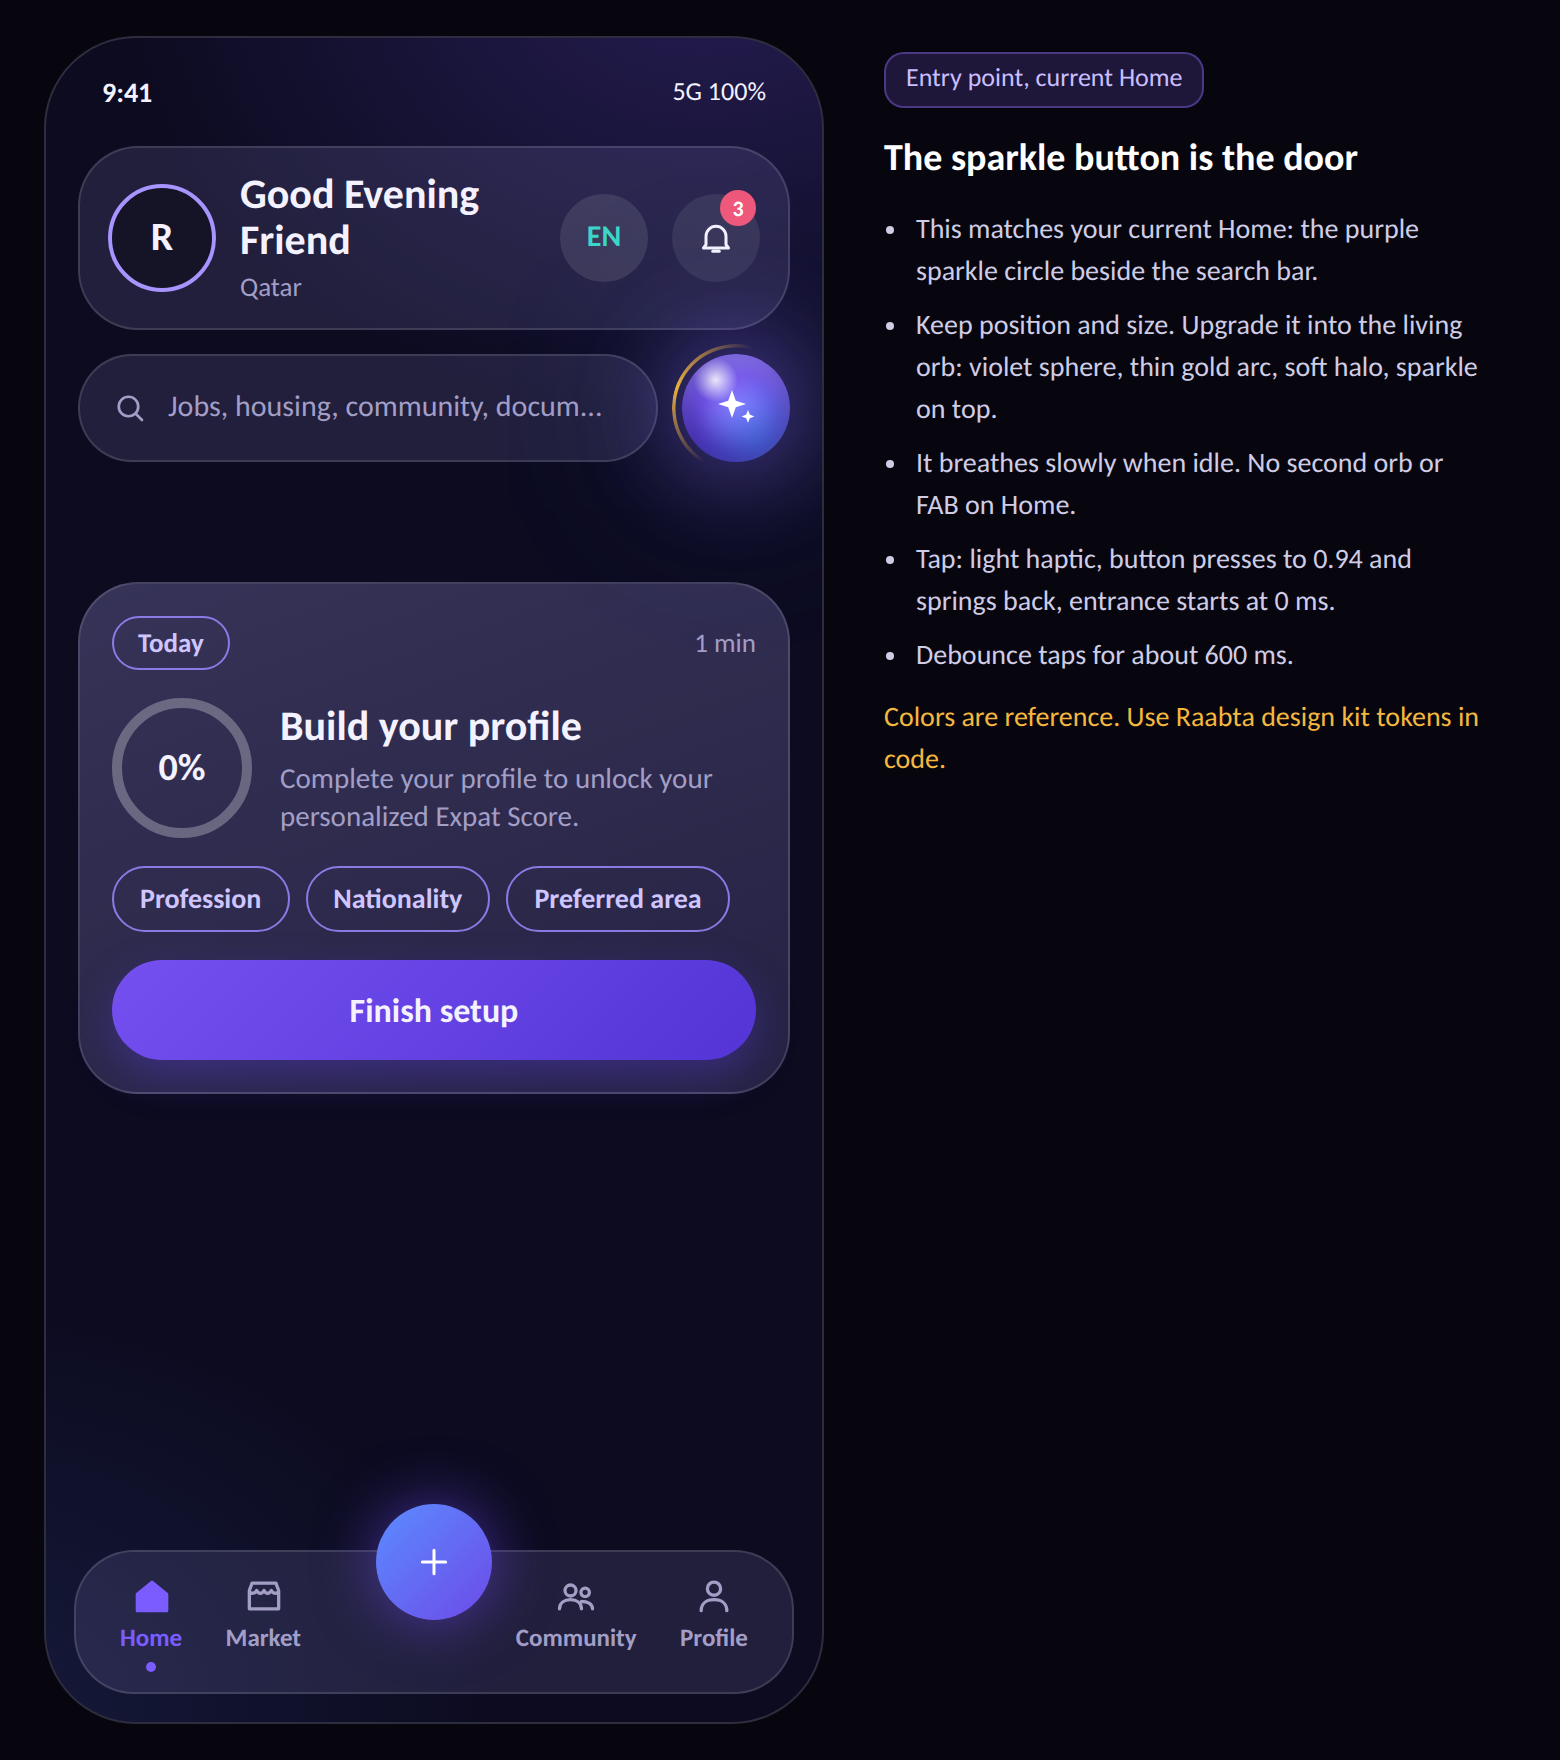 9:41
5G 100%
R
Good Evening
Friend
Qatar
EN
3
Jobs, housing, community, docum...
Today
1 min
0%
Build your profile
Complete your profile to unlock your
personalized Expat Score.
Profession
Nationality
Preferred area
Finish setup
Home
Market
Community
Profile
Entry point, current Home
The sparkle button is the door
• This matches your current Home: the purple
sparkle circle beside the search bar.
• Keep position and size. Upgrade it into the living
orb: violet sphere, thin gold arc, soft halo, sparkle
on top.
• It breathes slowly when idle. No second orb or
FAB on Home.
• Tap: light haptic, button presses to 0.94 and
springs back, entrance starts at 0 ms.
• Debounce taps for about 600 ms.
Colors are reference. Use Raabta design kit tokens in
code.